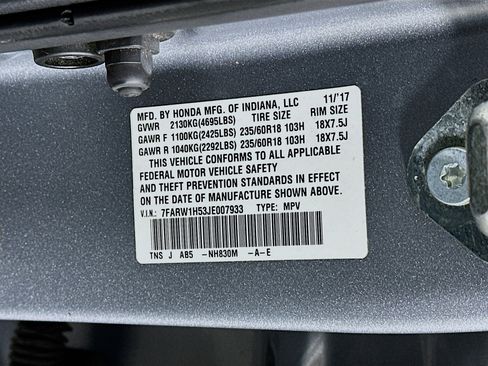 MFD. BY HONDA MFG. OF INDIANA, LLC 11/'17
GVWR 2130KG(4695LBS) TIRE SIZE RIM SIZE
GAWR F 1100KG(2425LBS) 235/60R18 103H 18X7.5J
GAWR R 1040KG(2292LBS) 235/60R18 103H 18X7.5J
THIS VEHICLE CONFORMS TO ALL APPLICABLE
FEDERAL MOTOR VEHICLE SAFETY
AND THEFT PREVENTION STANDARDS IN EFFECT
ON THE DATE OF MANUFACTURE SHOWN ABOVE.
V.I.N.: 7FARW1H53JE007933 TYPE: MPV
TNS J AB5 -NH830M -A-E